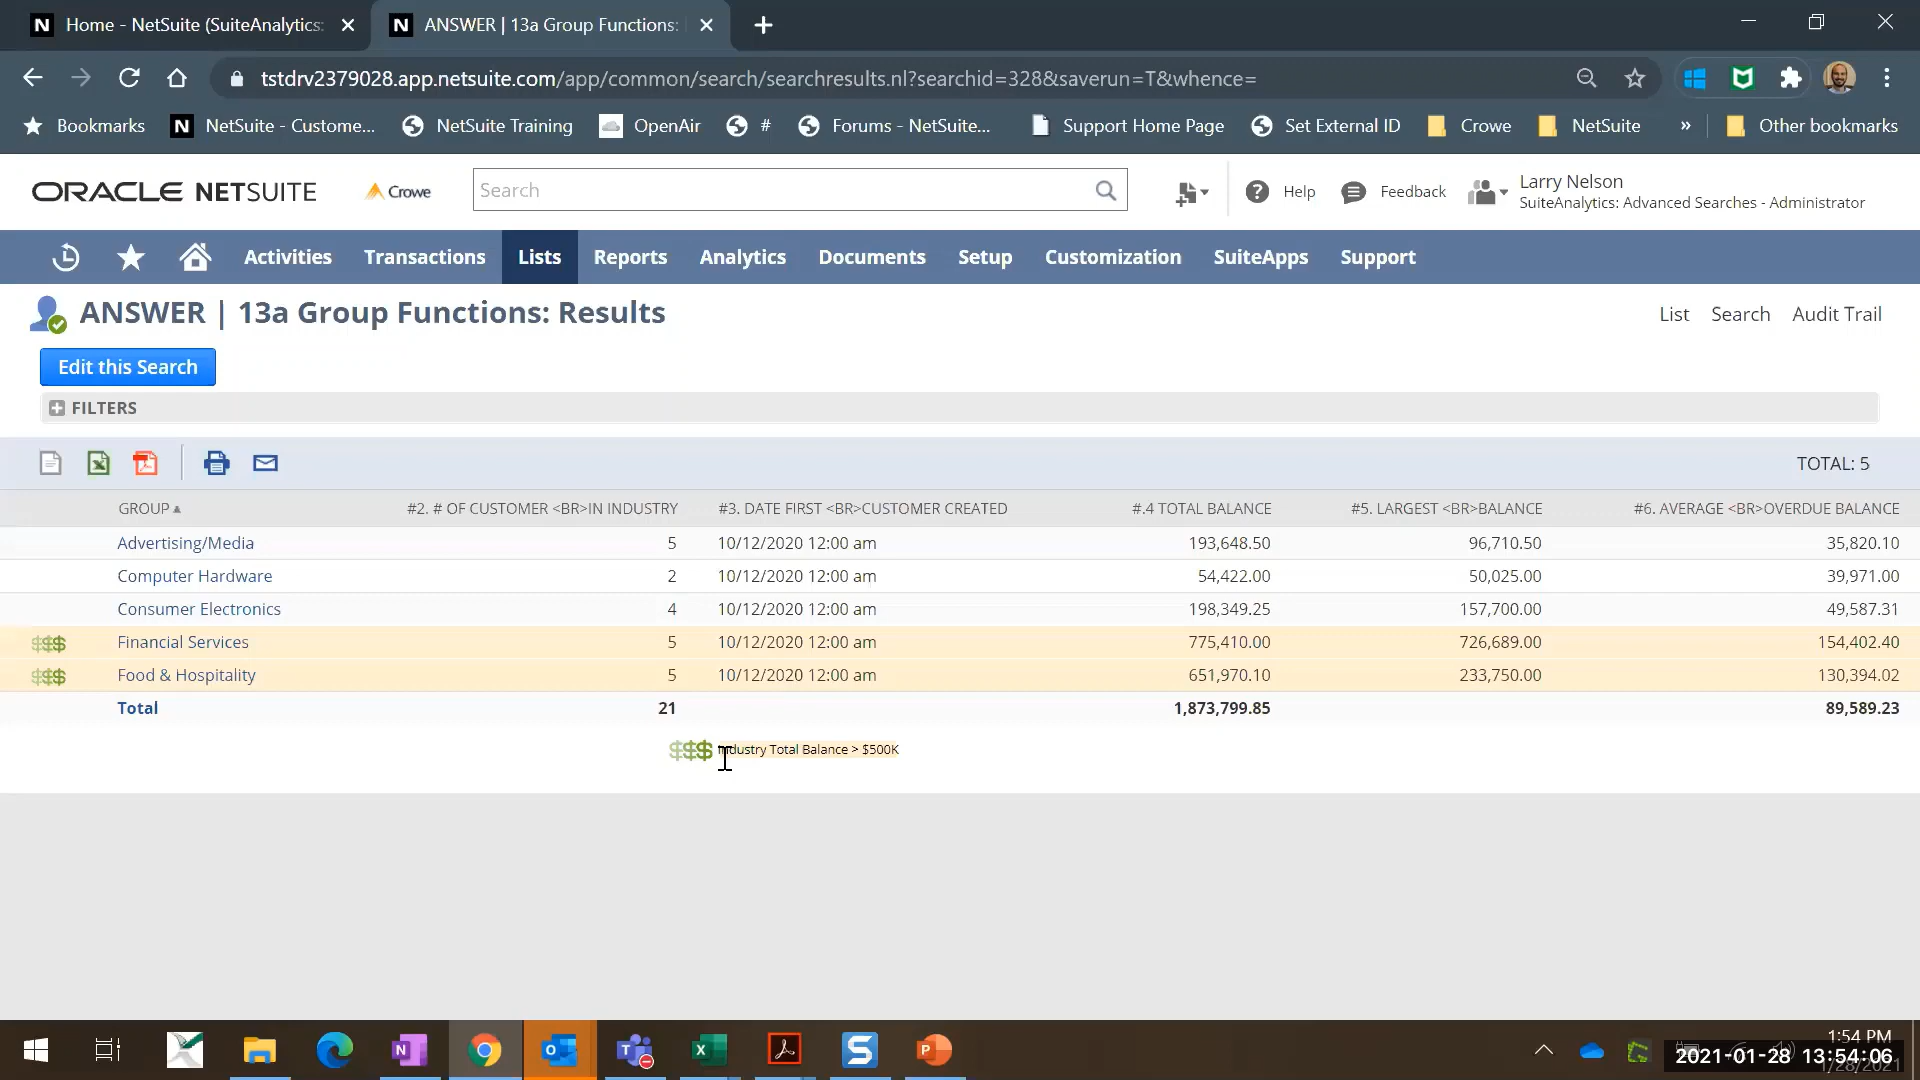 Home - NetSuite (SuiteAnalytics:
ANSWER | 13a Group Functions:
tstdrv2379028.app.netsuite.com/app/common/search/searchresults.nl?searchid=328&saverun=T&whence=
Bookmarks
NetSuite - Custome...
NetSuite Training
OpenAir
#
Forums - NetSuite...
Support Home Page
Set External ID
Crowe
NetSuite
»
Other bookmarks
ORACLE NETSUITE
Crowe
Search
Help
Feedback
Larry Nelson
SuiteAnalytics: Advanced Searches - Administrator
Activities Transactions Lists Reports Analytics Documents Setup Customization SuiteApps Support
ANSWER | 13a Group Functions: Results
List Search Audit Trail
Edit this Search
FILTERS
TOTAL: 5
GROUP #2. # OF CUSTOMER <BR>IN INDUSTRY #3. DATE FIRST <BR>CUSTOMER CREATED #.4 TOTAL BALANCE #5. LARGEST <BR>BALANCE #6. AVERAGE <BR>OVERDUE BALANCE
Advertising/Media 5 10/12/2020 12:00 am 193,648.50 96,710.50 35,820.10
Computer Hardware 2 10/12/2020 12:00 am 54,422.00 50,025.00 39,971.00
Consumer Electronics 4 10/12/2020 12:00 am 198,349.25 157,700.00 49,587.31
$$$ Financial Services 5 10/12/2020 12:00 am 775,410.00 726,689.00 154,402.40
$$$ Food & Hospitality 5 10/12/2020 12:00 am 651,970.10 233,750.00 130,394.02
Total 21 1,873,799.85 89,589.23
$$$ Industry Total Balance > $500K
1:54 PM
2021-01-28 13:54:06